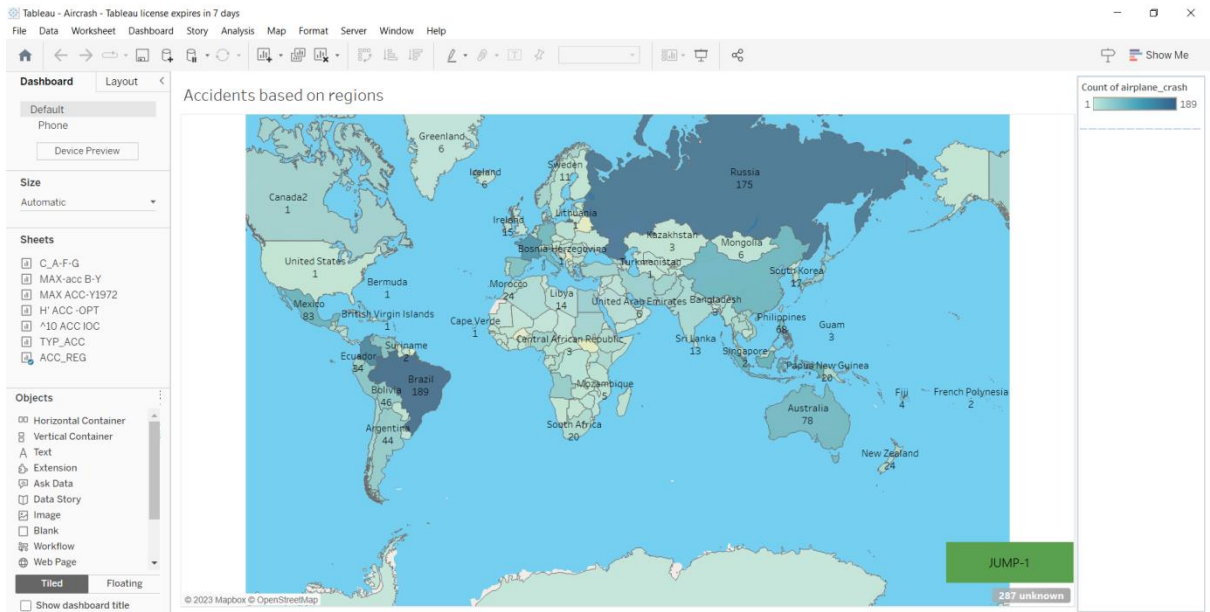 Tableau - Aircrash - Tableau license expires in 7 days
File Data Worksheet Dashboard Story Analysis Map Format Server Window Help
Show Me
Dashboard Layout
Default
Phone
Device Preview
Size
Automatic
Sheets
C_A-F-G
MAX-acc B-Y
MAX ACC-Y1972
H' ACC -OPT
^10 ACC IOC
TYP_ACC
ACC_REG
Objects
Horizontal Container
Vertical Container
Text
Extension
Ask Data
Data Story
Image
Blank
Workflow
Web Page
Tiled Floating
Show dashboard title
Accidents based on regions
Greenland
6
Iceland
6
Sweden
11
Russia
175
Canada2
1
Ireland
15
Lithuania
Kazakhstan
3
Mongolia
6
Bosnia Herzegovina
1
United States
1
Turkmenistan
1
South Korea
Bermuda
1
Morocco
24
Libya
14
United Arab Emirates
6
Bangladesh
Mexico
83
British Virgin Islands
1
Cape Verde
1
Philippines
68
Guam
3
Central African Republic
3
Sri Lanka
13
Suriname
2
Singapore
2
Ecuador
34
Papua New Guinea
Brazil
189
Bolivia
46
Mozambique
5
Fiji
4
French Polynesia
2
Australia
78
Argentina
44
South Africa
20
New Zealand
24
JUMP-1
287 unknown
© 2023 Mapbox © OpenStreetMap
Count of airplane_crash
1 189